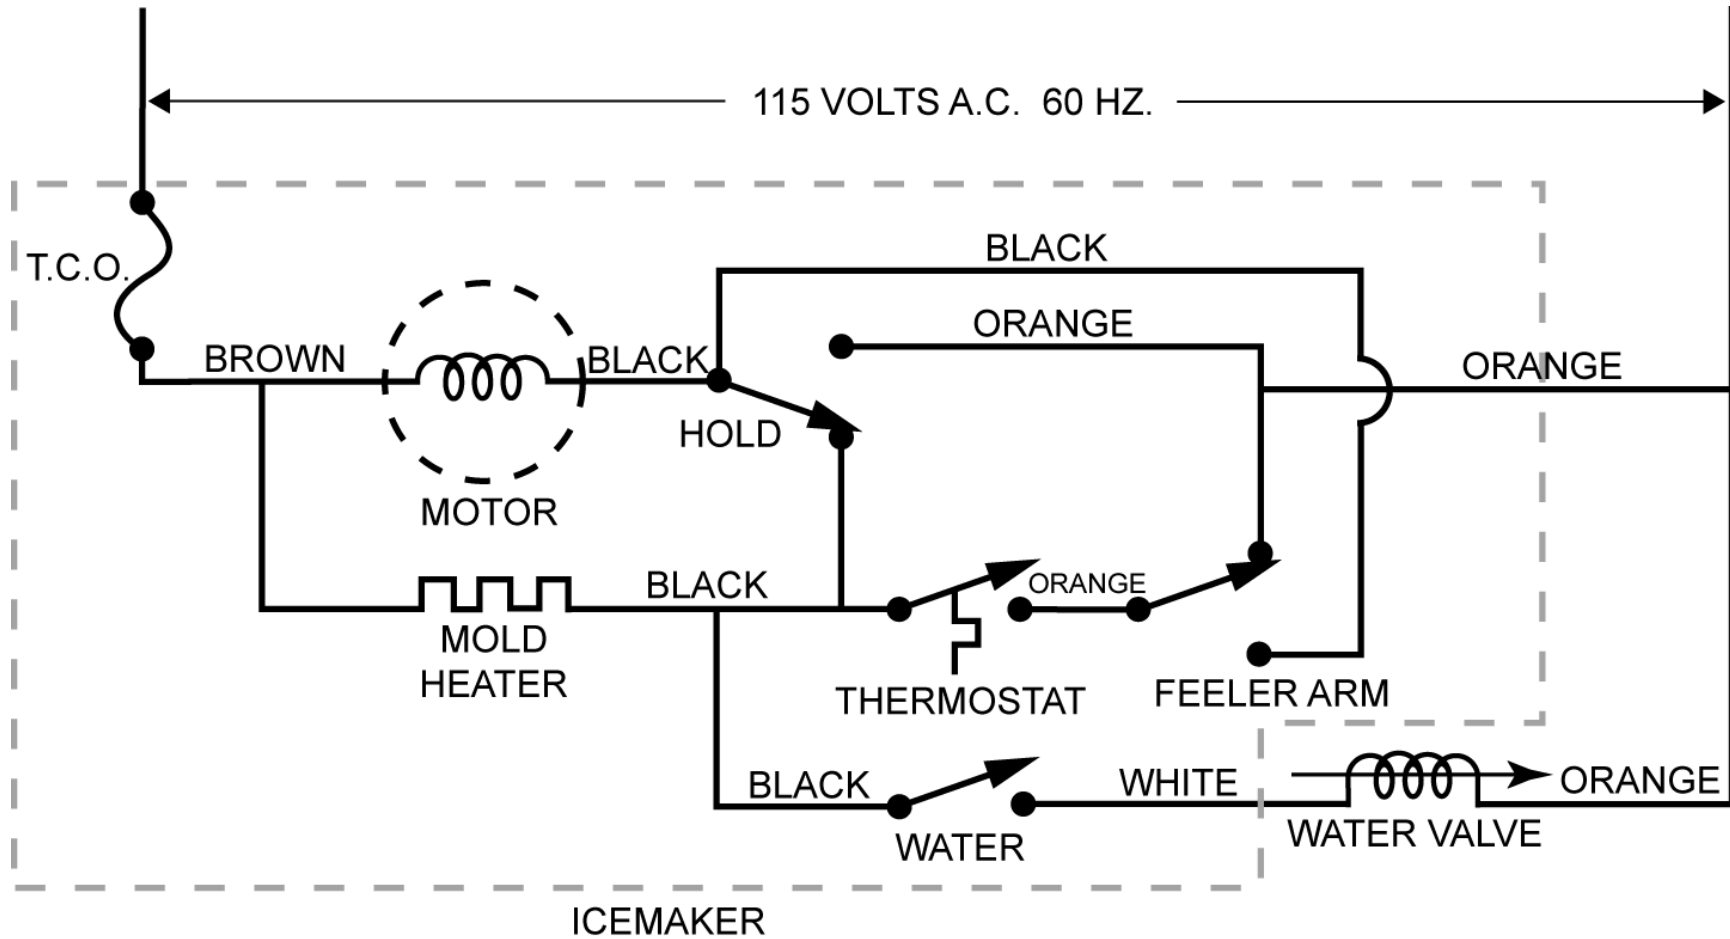 115 VOLTS A.C. 60 HZ.
T.C.O.
BLACK
ORANGE
BROWN
BLACK
ORANGE
HOLD
MOTOR
BLACK
ORANGE
MOLD
HEATER
THERMOSTAT
FEELER ARM
BLACK
WHITE
ORANGE
WATER
WATER VALVE
ICEMAKER